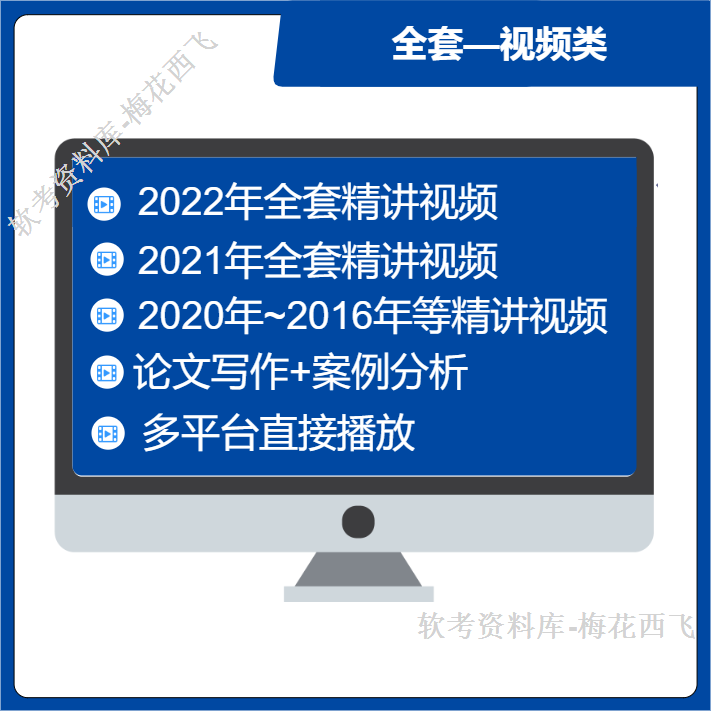 全套—视频类
软考资料库-梅花西飞
2022年全套精讲视频
2021年全套精讲视频
2020年~2016年等精讲视频
论文写作+案例分析
多平台直接播放
软考资料库-梅花西飞